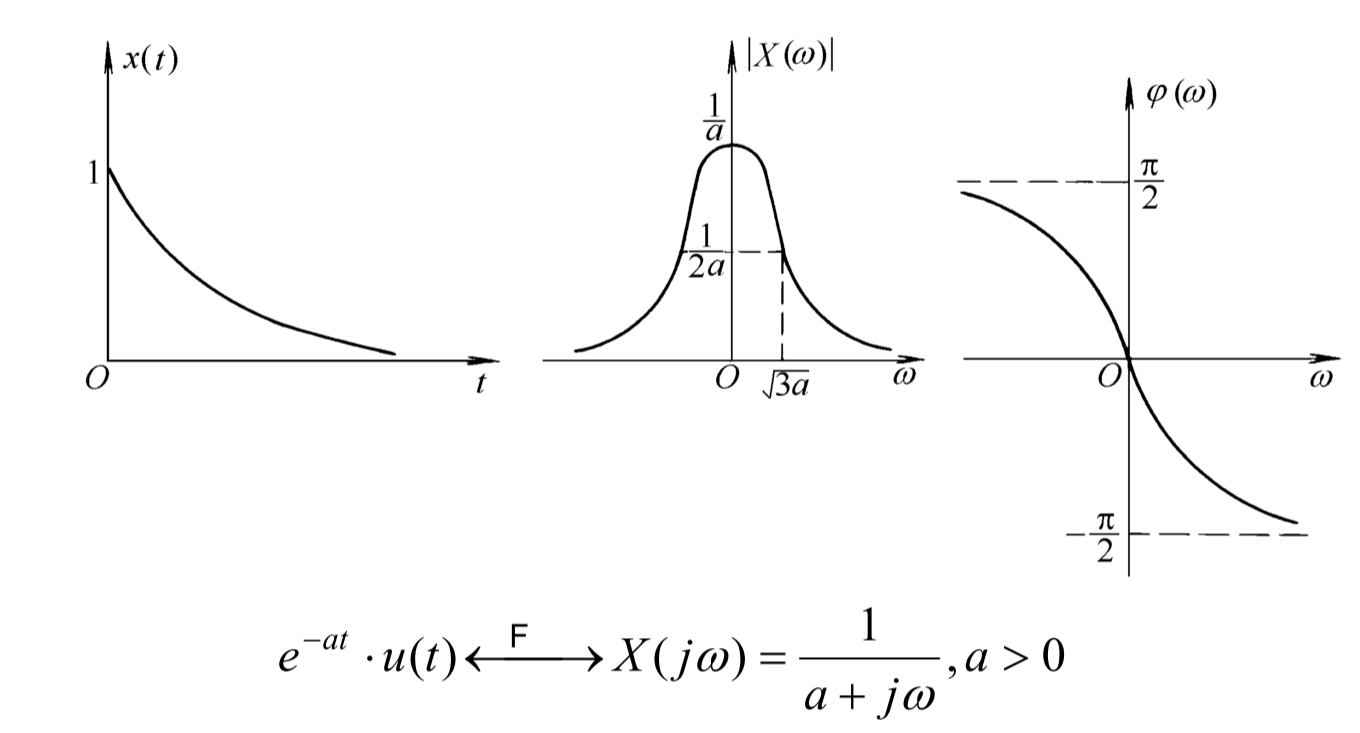 x(t)
1
O
t
|X(ω)|
1/a
1/2a
O
√3a
ω
φ(ω)
π/2
O
ω
−π/2
e^{−at} · u(t) ←F→ X(jω) = 1/(a + jω), a > 0